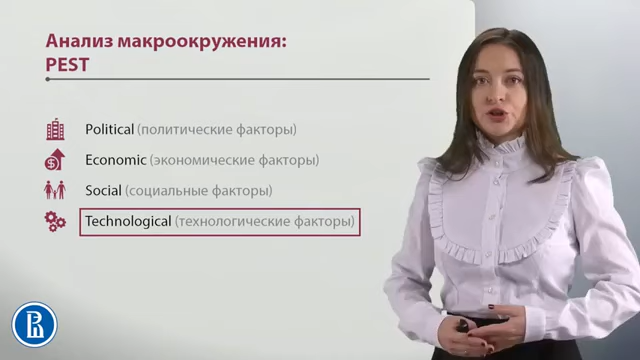 Анализ макроокружения:
PEST
Political (политические факторы)
Economic (экономические факторы)
Social (социальные факторы)
Technological (технологические факторы)